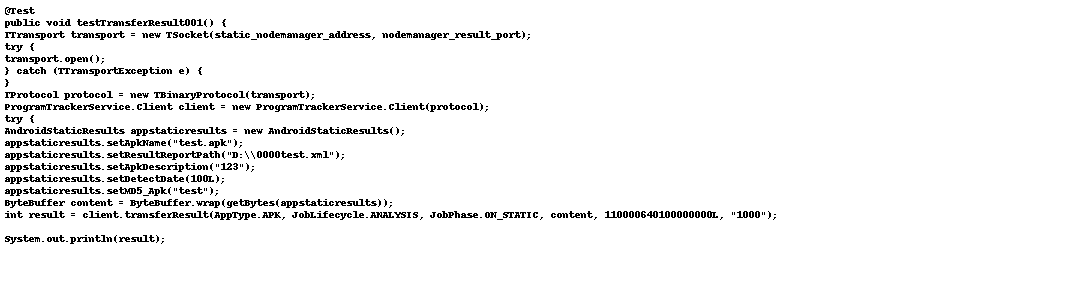 @Test
public void testTransferResult001() {
TTransport transport = new TSocket(static_nodemanager_address, nodemanager_result_port);
try {
transport.open();
} catch (TTransportException e) {
}
TProtocol protocol = new TBinaryProtocol(transport);
ProgramTrackerService.Client client = new ProgramTrackerService.Client(protocol);
try {
AndroidStaticResults appstaticresults = new AndroidStaticResults();
appstaticresults.setApkName("test.apk");
appstaticresults.setResultReportPath("D:\\0000test.xml");
appstaticresults.setApkDescription("123");
appstaticresults.setDetectDate(100L);
appstaticresults.setMD5_Apk("test");
ByteBuffer content = ByteBuffer.wrap(getBytes(appstaticresults));
int result = client.transferResult(AppType.APK, JobLifecycle.ANALYSIS, JobPhase.ON_STATIC, content, 110000640100000000L, "1000");
System.out.println(result);